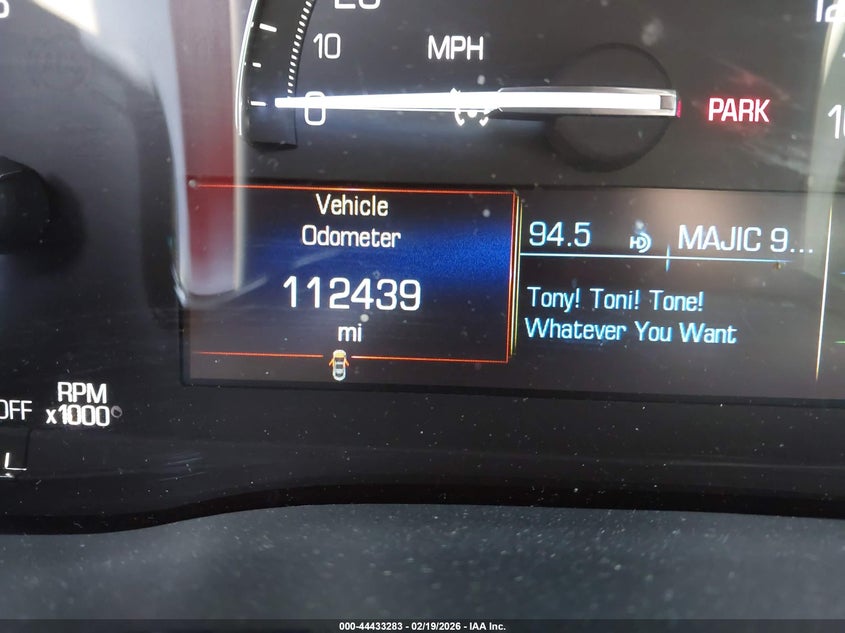 20
10
MPH
0
PARK
Vehicle
Odometer
112439
mi
94.5 HD MAJIC 9...
Tony! Toni! Tone!
Whatever You Want
OFF
RPM
x1000
000-44433283 - 02/19/2026 - IAA Inc.